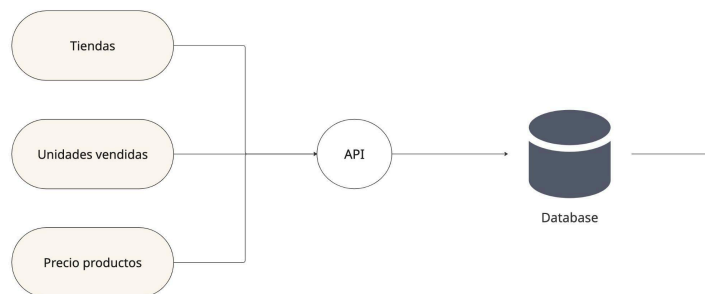 Tiendas
Unidades vendidas
API
Database
Precio productos